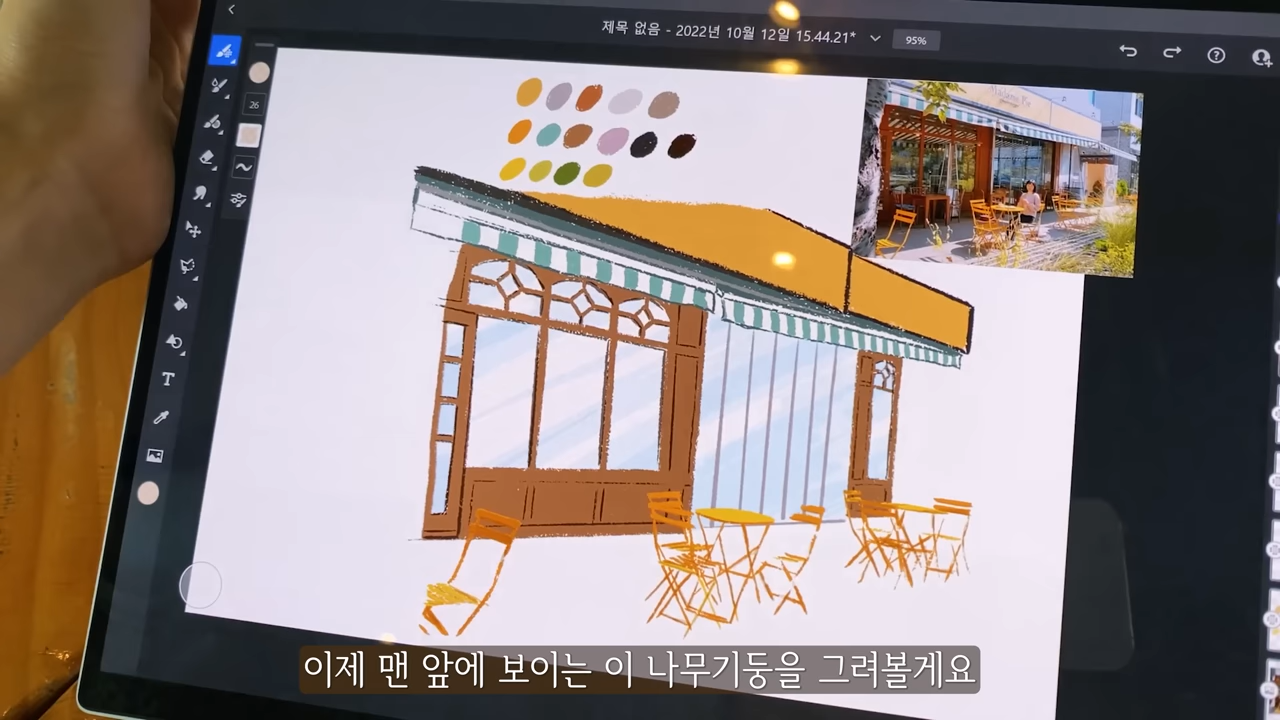 제목 없음 - 2022년 10월 12일 15.44.21*
95%
26
T
이제 맨 앞에 보이는 이 나무기둥을 그려볼게요